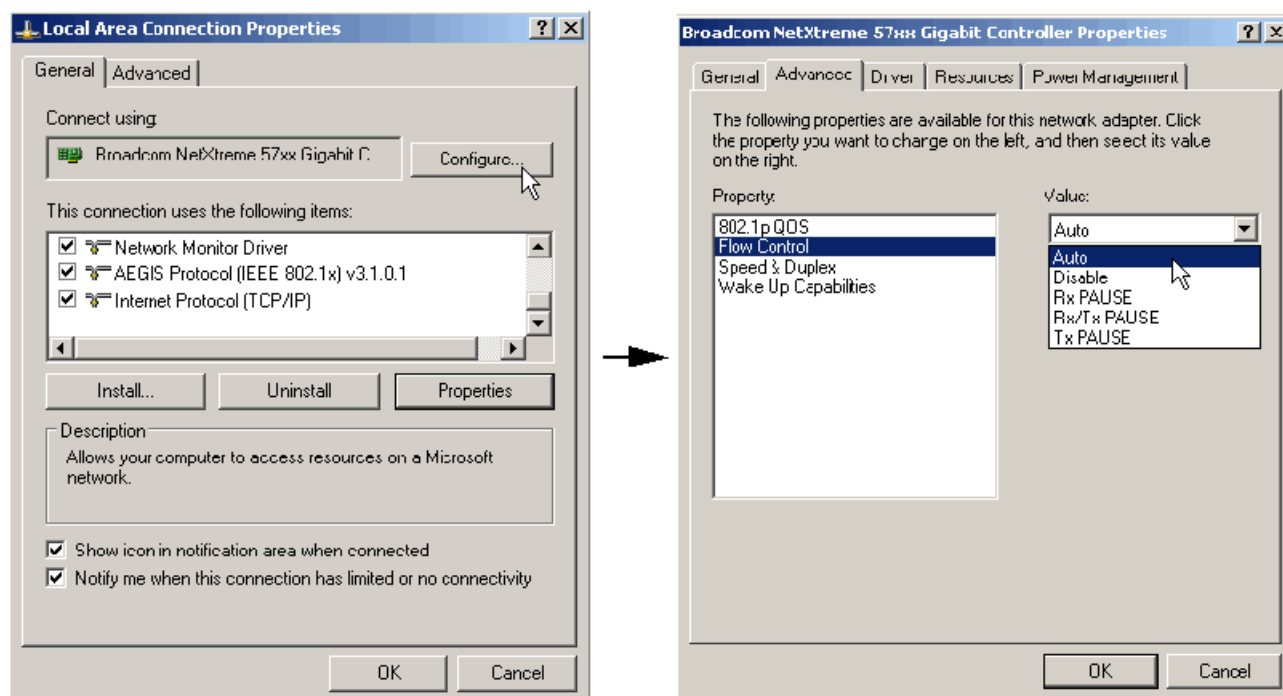 Local Area Connection Properties
General Advanced
Connect using:
Broadcom NetXtreme 57xx Gigabit C
Configure...
This connection uses the following items:
Network Monitor Driver
AEGIS Protocol (IEEE 802.1x) v3.1.0.1
Internet Protocol (TCP/IP)
Install... Uninstall Properties
Description
Allows your computer to access resources on a Microsoft
network.
Show icon in notification area when connected
Notify me when this connection has limited or no connectivity
OK Cancel
Broadcom NetXtreme 57xx Gigabit Controller Properties
General Advanced Driver Resources Power Management
The following properties are available for this network adapter. Click
the property you want to change on the left, and then select its value
on the right.
Property:
802.1p QOS
Flow Control
Speed & Duplex
Wake Up Capabilities
Value:
Auto
Auto
Disable
Rx PAUSE
Rx/Tx PAUSE
Tx PAUSE
OK Cancel